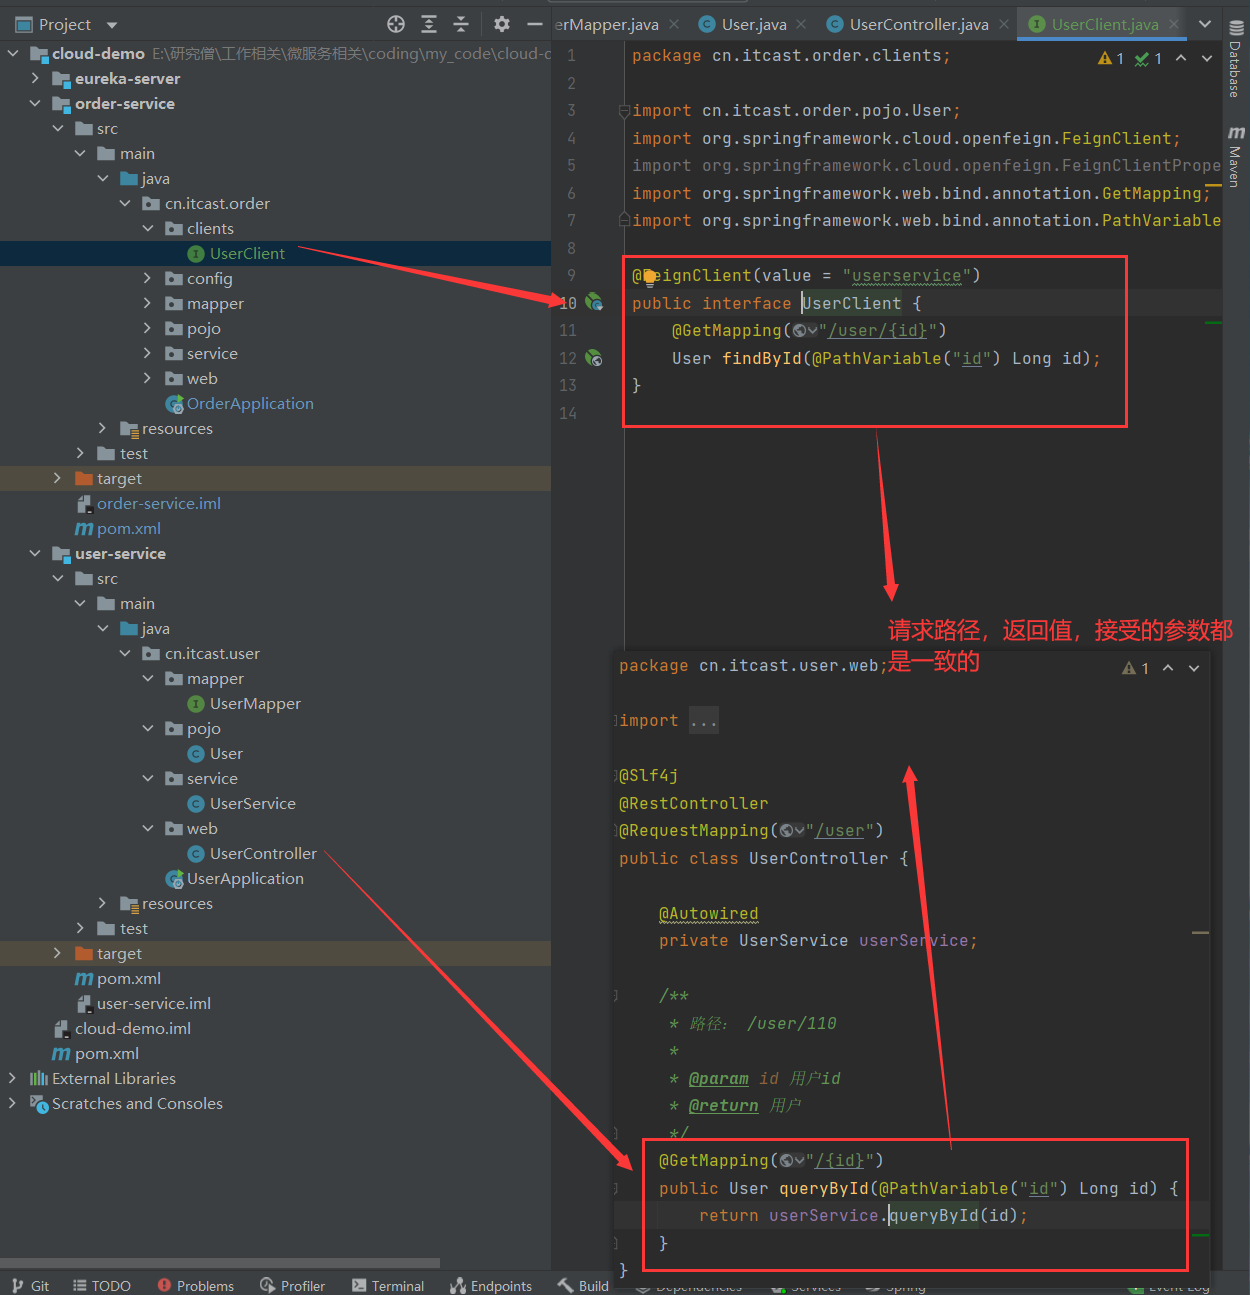 Project
erMapper.java
User.java
UserController.java
UserClient.java
cloud-demo E:\研究僧\工作相关\微服务相关\coding\my_code\cloud-d
eureka-server
order-service
src
main
java
cn.itcast.order
clients
UserClient
config
mapper
pojo
service
web
OrderApplication
resources
test
target
order-service.iml
pom.xml
user-service
src
main
java
cn.itcast.user
mapper
UserMapper
pojo
User
service
UserService
web
UserController
UserApplication
resources
test
target
pom.xml
user-service.iml
cloud-demo.iml
pom.xml
External Libraries
Scratches and Consoles
1 package cn.itcast.order.clients;
1 1
2
3 import cn.itcast.order.pojo.User;
4 import org.springframework.cloud.openfeign.FeignClient;
5 import org.springframework.cloud.openfeign.FeignClientPrope
6 import org.springframework.web.bind.annotation.GetMapping;
7 import org.springframework.web.bind.annotation.PathVariable
8
9 @FeignClient(value = "userservice")
10 public interface UserClient {
11 @GetMapping("/user/{id}")
12 User findById(@PathVariable("id") Long id);
13 }
14
请求路径，返回值，接受的参数都
是一致的
package cn.itcast.user.web;
1
import ...
@Slf4j
@RestController
@RequestMapping("/user")
public class UserController {
@Autowired
private UserService userService;
/**
* 路径： /user/110
*
* @param id 用户id
* @return 用户
*/
@GetMapping("/{id}")
public User queryById(@PathVariable("id") Long id) {
return userService.queryById(id);
}
}
Database
m Maven
Git
TODO
Problems
Profiler
Terminal
Endpoints
Build
Dependencies
Services
Spring
Event Log